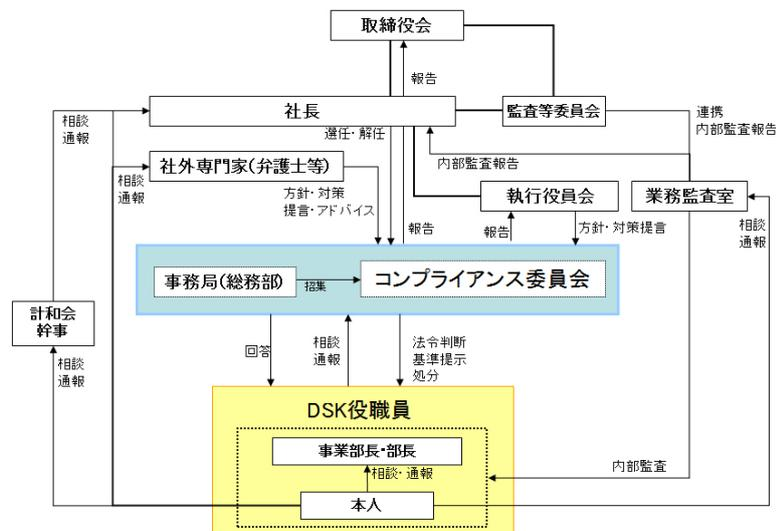 取締役会
報告
社長
監査等委員会
相談
通報
連携
内部監査報告
選任・解任
社外専門家(弁護士等)
相談
通報
内部監査報告
方針・対策
提言・アドバイス
執行役員会
業務監査室
報告
報告
方針・対策提言
相談
通報
事務局(総務部)
招集
コンプライアンス委員会
計和会
幹事
回答
相談
通報
法令判断
基準提示
処分
相談
通報
DSK役職員
事業部長・部長
相談・通報
内部監査
本人